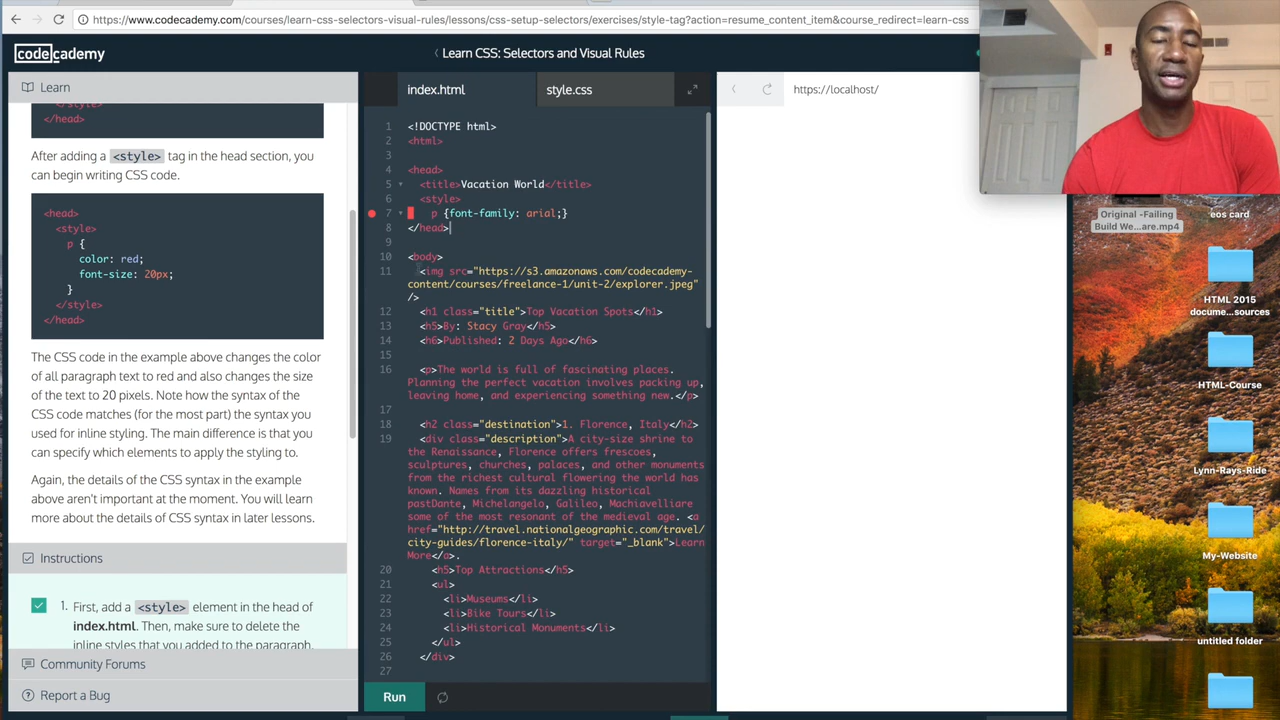 https://www.codecademy.com/courses/learn-css-selectors-visual-rules/lessons/css-setup-selectors/exercises/style-tag?action=resume_content_item&course_redirect=learn-css
codecademy
Learn CSS: Selectors and Visual Rules
Learn
</style>
</head>
After adding a <style> tag in the head section, you
can begin writing CSS code.
<head>
<style>
p {
color: red;
font-size: 20px;
}
</style>
</head>
The CSS code in the example above changes the color
of all paragraph text to red and also changes the size
of the text to 20 pixels. Note how the syntax of the
CSS code matches (for the most part) the syntax you
used for inline styling. The main difference is that you
can specify which elements to apply the styling to.
Again, the details of the CSS syntax in the example
above aren't important at the moment. You will learn
more about the details of CSS syntax in later lessons.
Instructions
1. First, add a <style> element in the head of
index.html. Then, make sure to delete the
inline styles that you added to the paragraph,
Community Forums
Report a Bug
index.html
style.css
1 <!DOCTYPE html>
2 <html>
3
4 <head>
5 <title>Vacation World</title>
6 <style>
7 p {font-family: arial;}
8 </head>
9
10 <body>
11 <img src="https://s3.amazonaws.com/codecademy-
content/courses/freelance-1/unit-2/explorer.jpeg"
/>
12 <h1 class="title">Top Vacation Spots</h1>
13 <h5>By: Stacy Gray</h5>
14 <h6>Published: 2 Days Ago</h6>
15
16 <p>The world is full of fascinating places.
Planning the perfect vacation involves packing up,
leaving home, and experiencing something new.</p>
17
18 <h2 class="destination">1. Florence, Italy</h2>
19 <div class="description">A city-size shrine to
the Renaissance, Florence offers frescoes,
sculptures, churches, palaces, and other monuments
from the richest cultural flowering the world has
known. Names from its dazzling historical
pastDante, Michelangelo, Galileo, Machiavelliare
some of the most resonant of the medieval age. <a
href="http://travel.nationalgeographic.com/travel/
city-guides/florence-italy/" target="_blank">Learn
More</a>.
20 <h5>Top Attractions</h5>
21 <ul>
22 <li>Museums</li>
23 <li>Bike Tours</li>
24 <li>Historical Monuments</li>
25 </ul>
26 </div>
27
Run
https://localhost/
Original -Failing
Build We...are.mp4
eos card
HTML 2015
docume...sources
HTML-Course
Lynn-Rays-Ride
My-Website
untitled folder